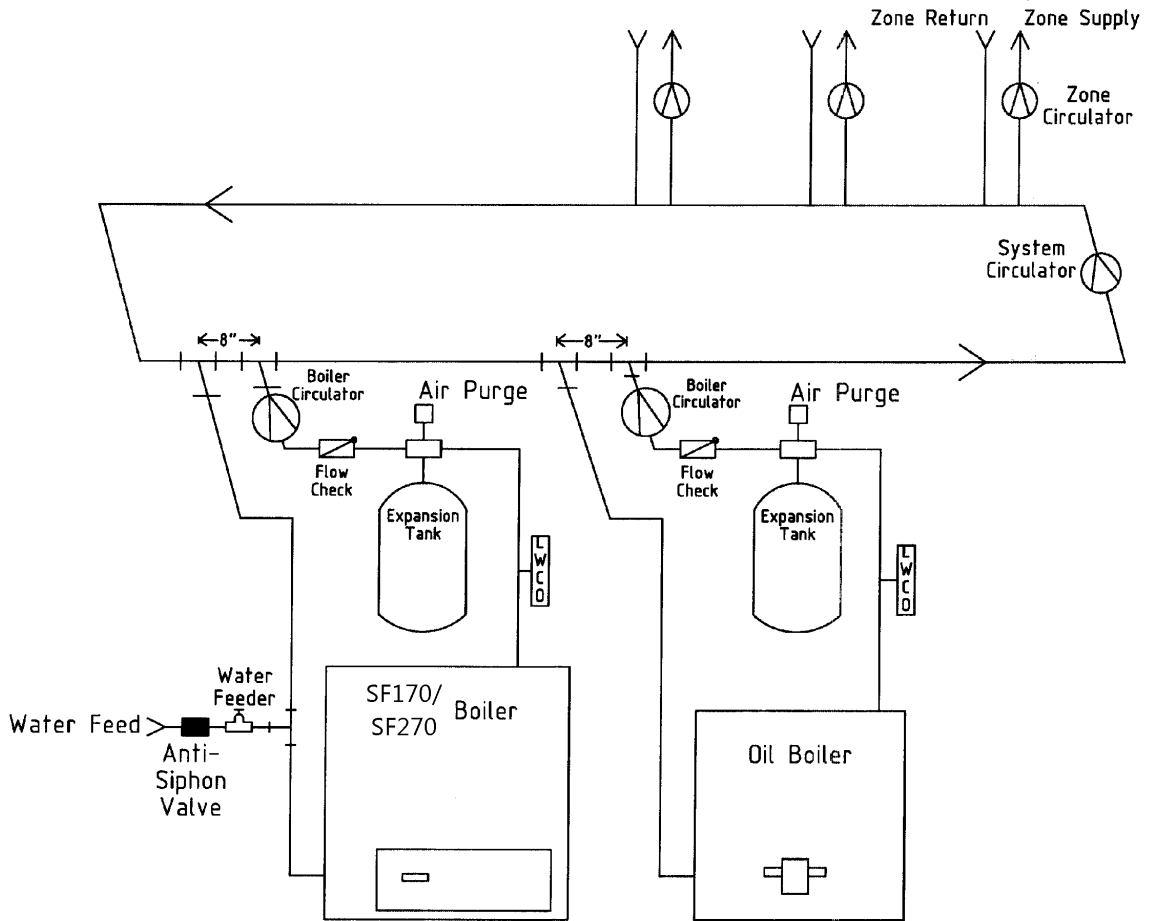 Zone Return
Zone Supply
Zone
Circulator
System
Circulator
8"
8"
Boiler
Circulator
Air Purge
Boiler
Circulator
Air Purge
Flow
Check
Flow
Check
Expansion
Tank
Expansion
Tank
LWCO
LWCO
Water
Feeder
Water Feed
Anti-
Siphon
Valve
SF170/
SF270
Boiler
Oil Boiler